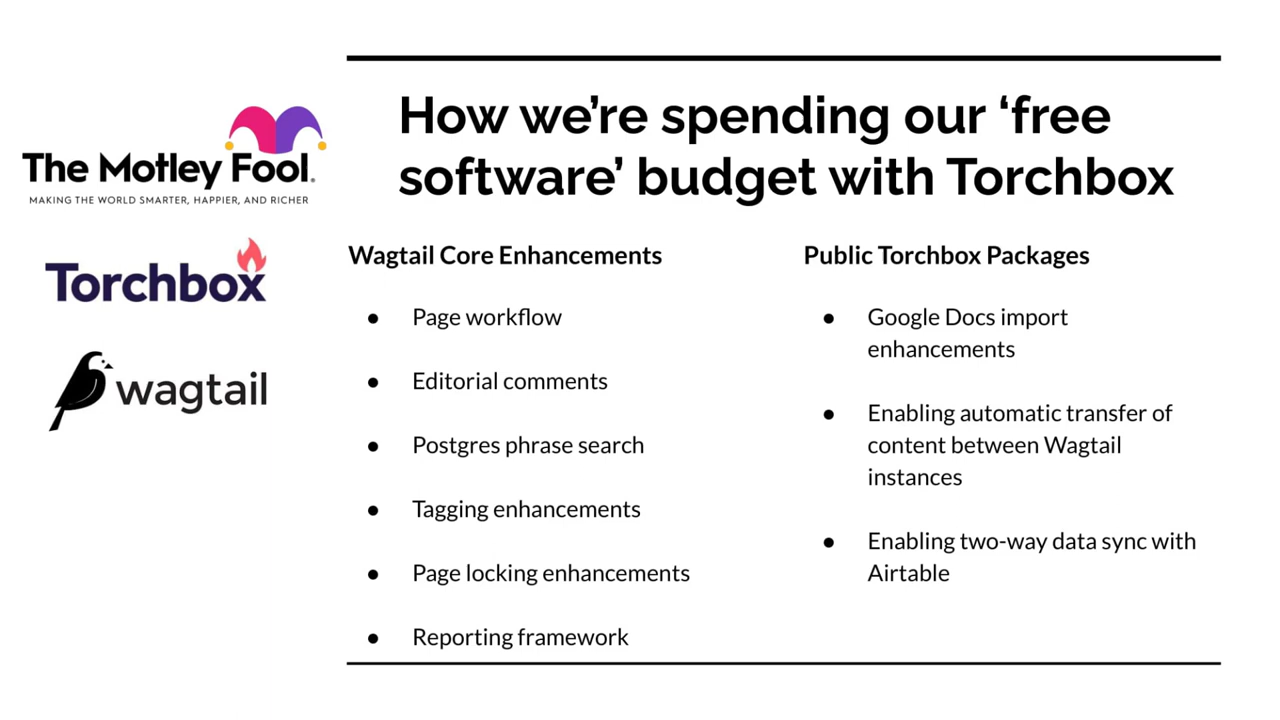 The Motley Fool.
MAKING THE WORLD SMARTER, HAPPIER, AND RICHER
Torchbox
wagtail
How we’re spending our ‘free
software’ budget with Torchbox
Wagtail Core Enhancements
● Page workflow
● Editorial comments
● Postgres phrase search
● Tagging enhancements
● Page locking enhancements
● Reporting framework
Public Torchbox Packages
● Google Docs import
enhancements
● Enabling automatic transfer of
content between Wagtail
instances
● Enabling two-way data sync with
Airtable